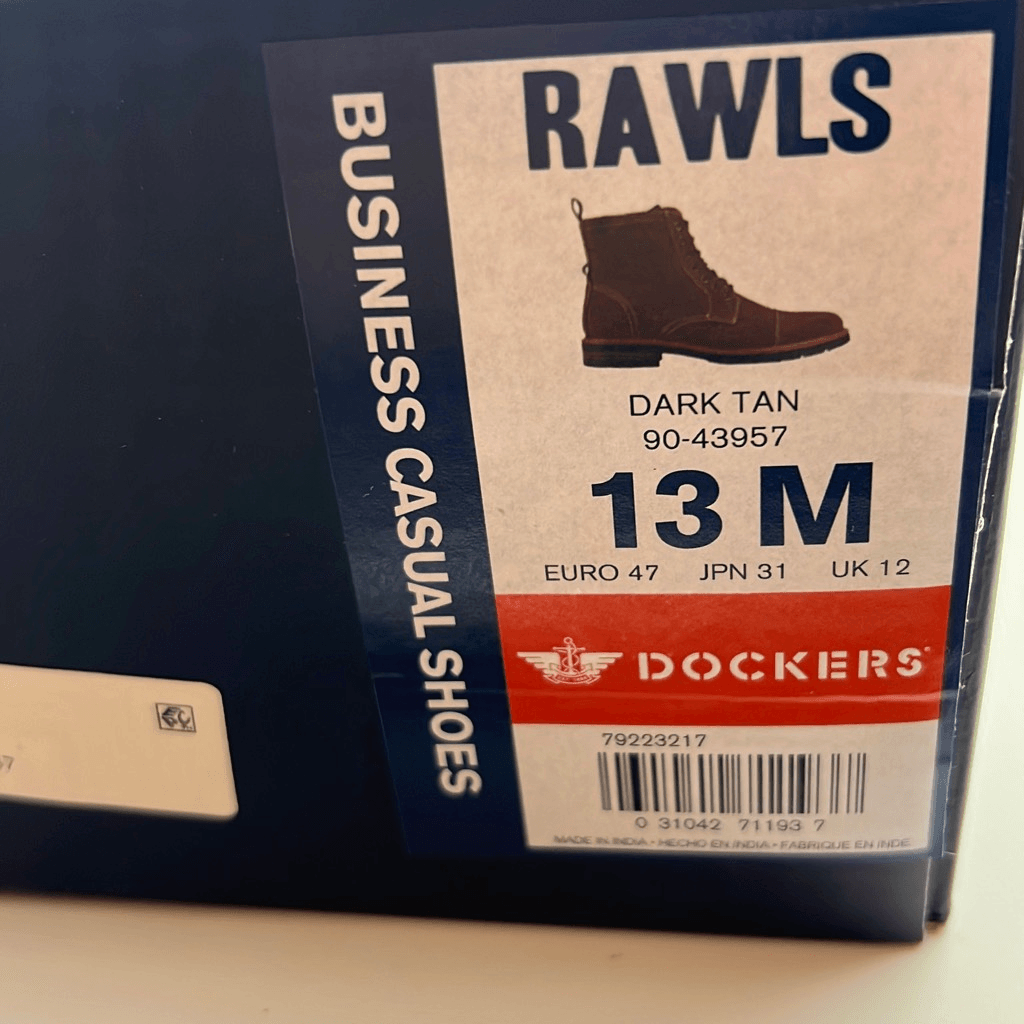 BUSINESS CASUAL SHOES
RAWLS
DARK TAN
90-43957
13 M
EURO 47 JPN 31 UK 12
DOCKERS
79223217
0 31042 71193 7
MADE IN INDIA • HECHO EN INDIA • FABRIQUE EN INDE